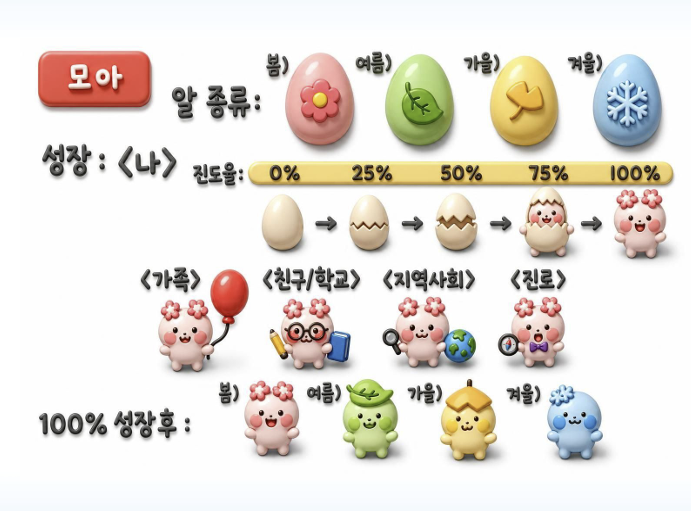 모아
알 종류:
봄)
여름)
가을)
겨울)
성장 : <나>
진도율:
0%
25%
50%
75%
100%
<가족>
<친구/학교>
<지역사회>
<진로>
100% 성장후 :
봄)
여름)
가을)
겨울)